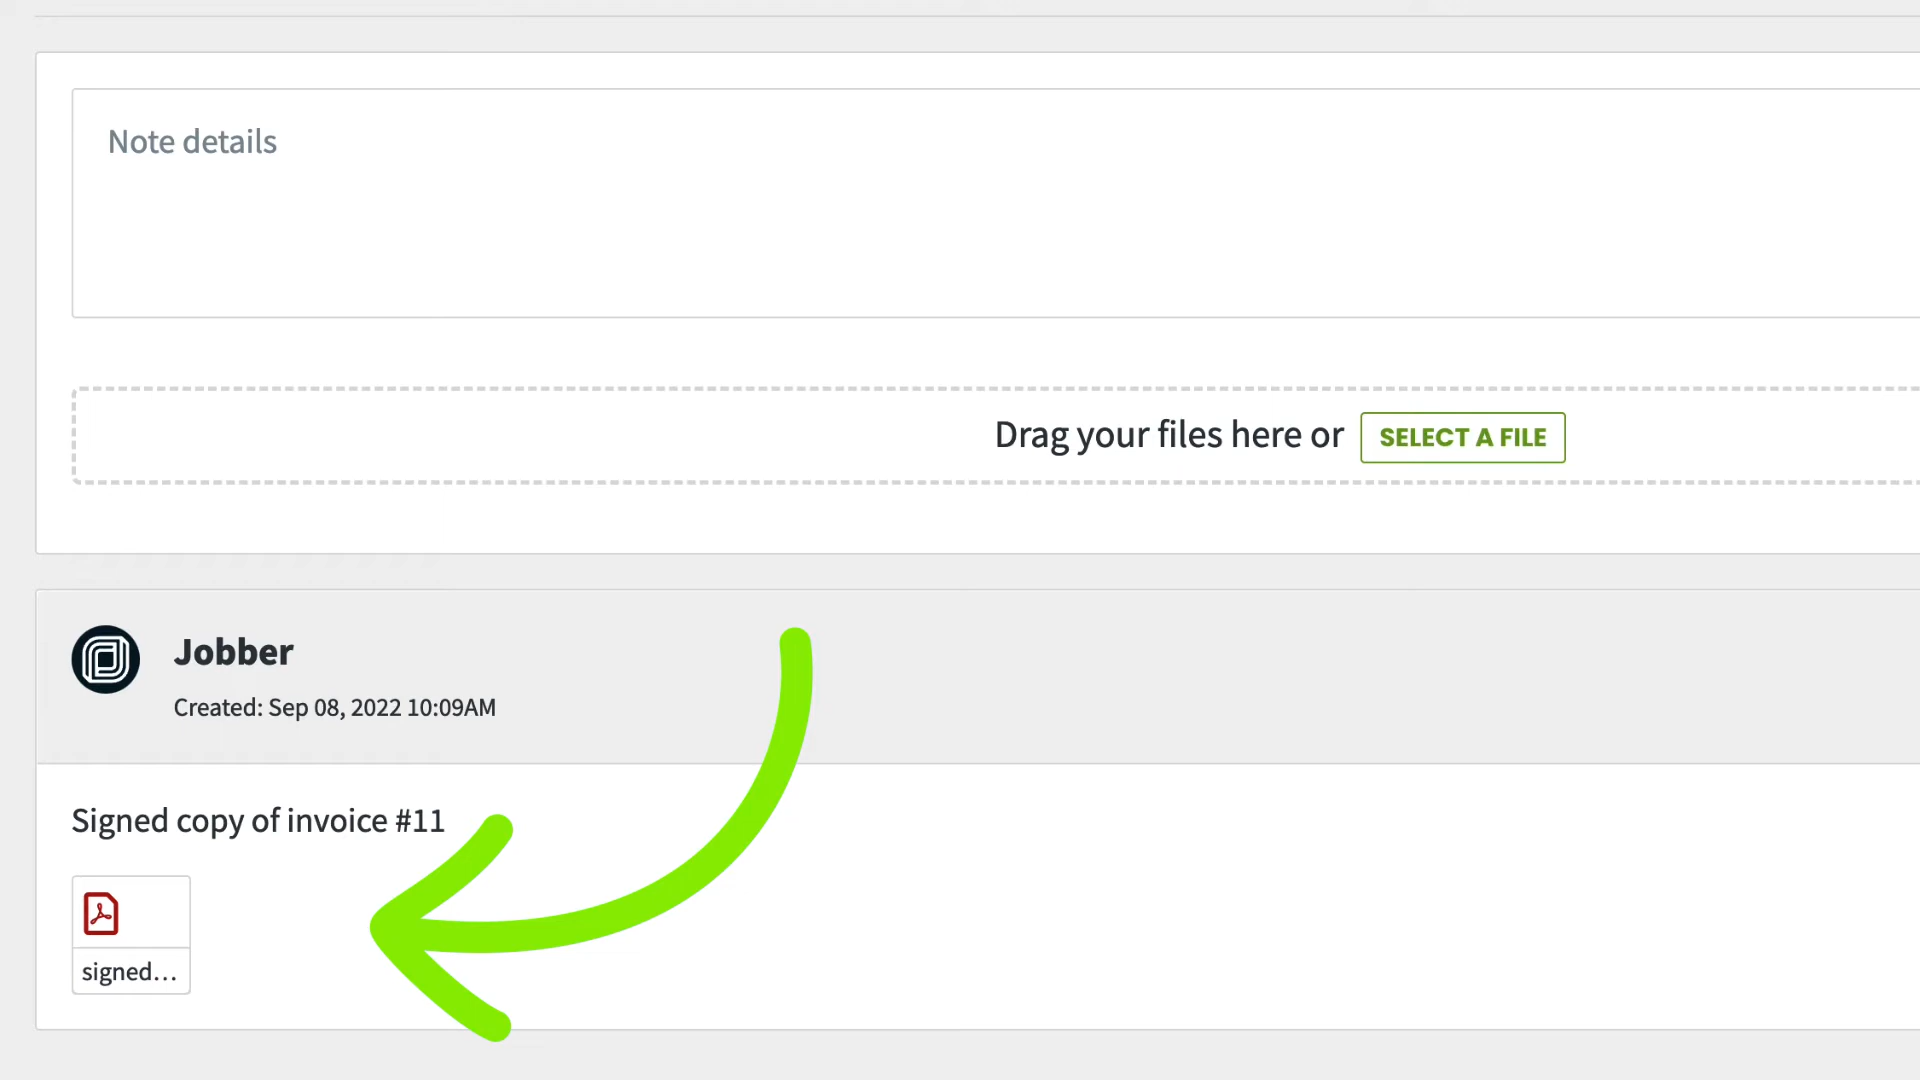 Note details
Drag your files here or SELECT A FILE
Jobber
Created: Sep 08, 2022 10:09AM
Signed copy of invoice #11
signed...